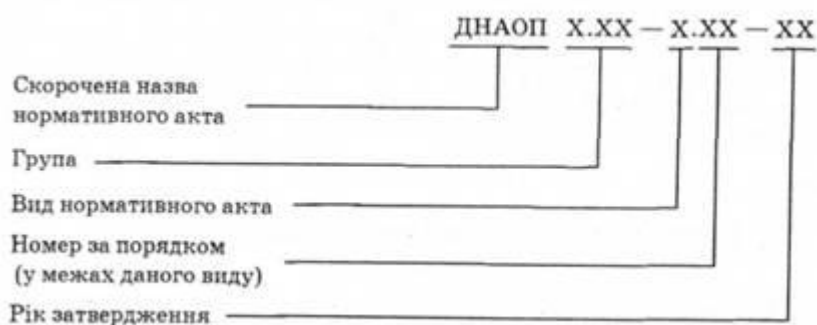 ДНАОП Х.ХХ — Х.ХХ — ХХ
Скорочена назва
нормативного акта
Група
Вид нормативного акта
Номер за порядком
(у межах даного виду)
Рік затвердження